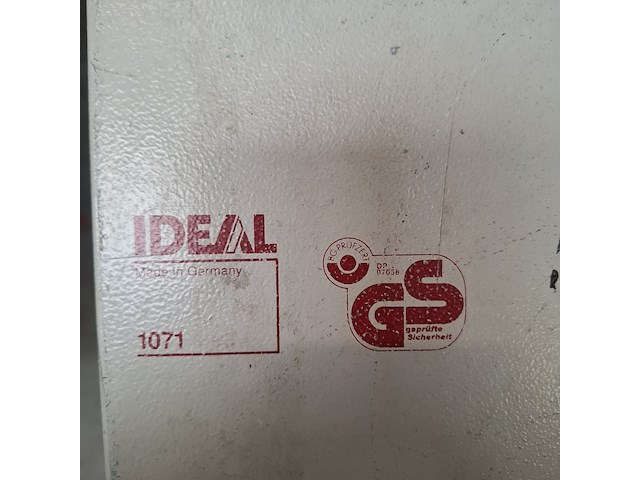 IDEAL
Made in Germany
1071
BG-PRÜFZERT
GS
geprüfte
Sicherheit